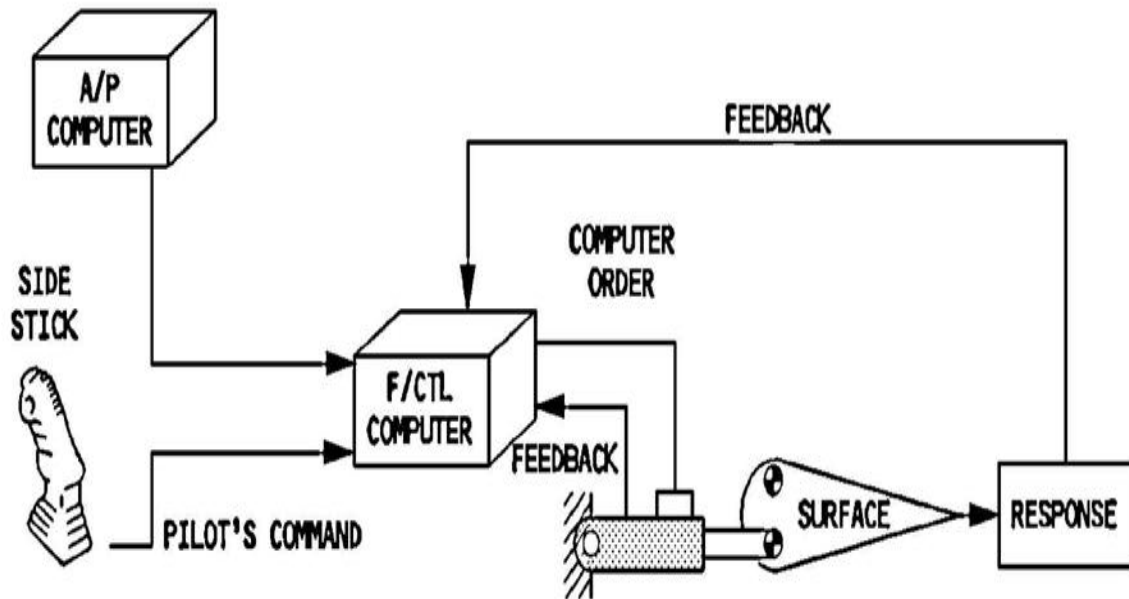 A/P
COMPUTER
FEEDBACK
COMPUTER
ORDER
SIDE
STICK
F/CTL
COMPUTER
FEEDBACK
SURFACE
RESPONSE
PILOT'S COMMAND